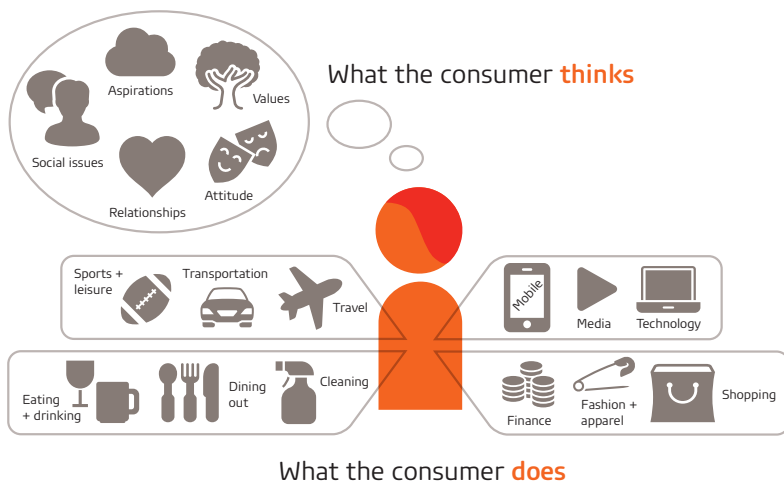 What the consumer thinks
Aspirations
Values
Social issues
Attitude
Relationships
Sports +
leisure
Transportation
Travel
Mobile
Media
Technology
Eating
+ drinking
Dining
out
Cleaning
Finance
Fashion +
apparel
Shopping
What the consumer does